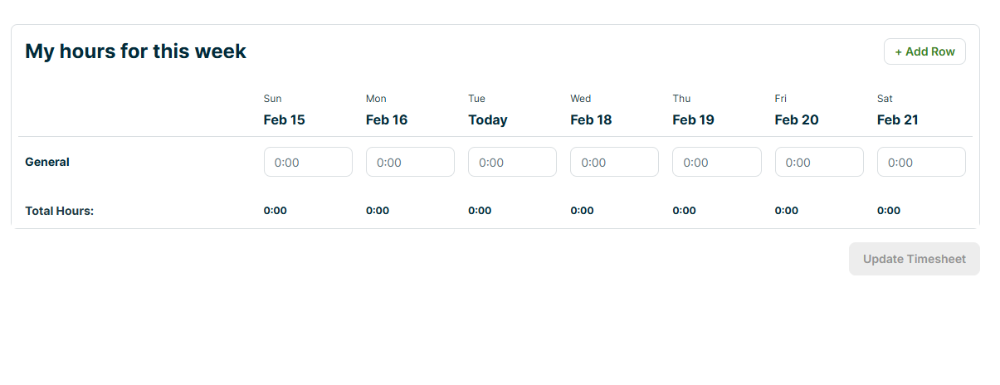 My hours for this week + Add Row
Sun Mon Tue Wed Thu Fri Sat
Feb 15 Feb 16 Today Feb 18 Feb 19 Feb 20 Feb 21
General 0:00 0:00 0:00 0:00 0:00 0:00 0:00
Total Hours: 0:00 0:00 0:00 0:00 0:00 0:00 0:00
Update Timesheet